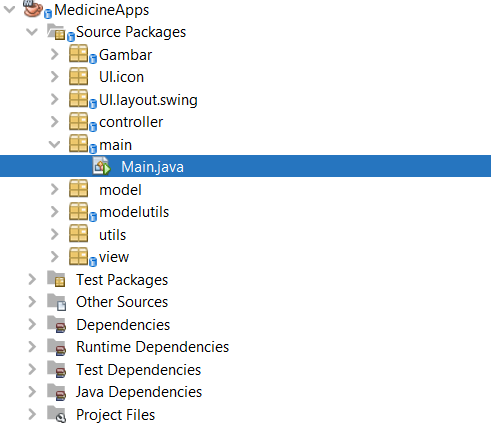 MedicineApps
Source Packages
Gambar
UI.icon
UI.layout.swing
controller
main
Main.java
model
modelutils
utils
view
Test Packages
Other Sources
Dependencies
Runtime Dependencies
Test Dependencies
Java Dependencies
Project Files